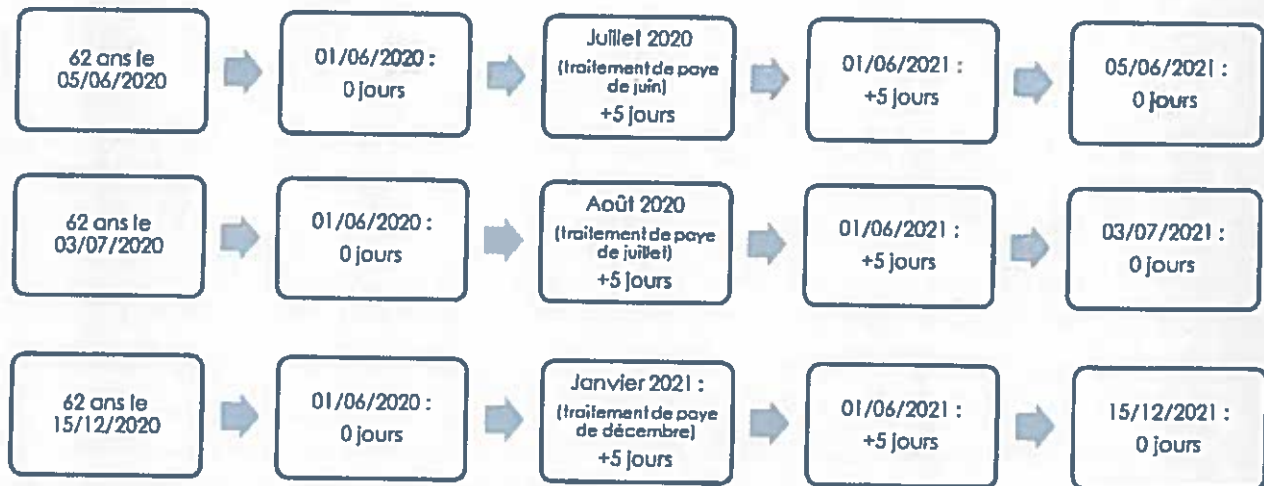 62 ans le
05/06/2020
01/06/2020 :
0 jours
Juillet 2020
(traitement de paye
de juin)
+5 jours
01/06/2021 :
+5 jours
05/06/2021 :
0 jours
62 ans le
03/07/2020
01/06/2020 :
0 jours
Août 2020
(traitement de paye
de juillet)
+5 jours
01/06/2021 :
+5 jours
03/07/2021 :
0 jours
62 ans le
15/12/2020
01/06/2020 :
0 jours
Janvier 2021 :
(traitement de paye
de décembre)
+5 jours
01/06/2021 :
+5 jours
15/12/2021 :
0 jours